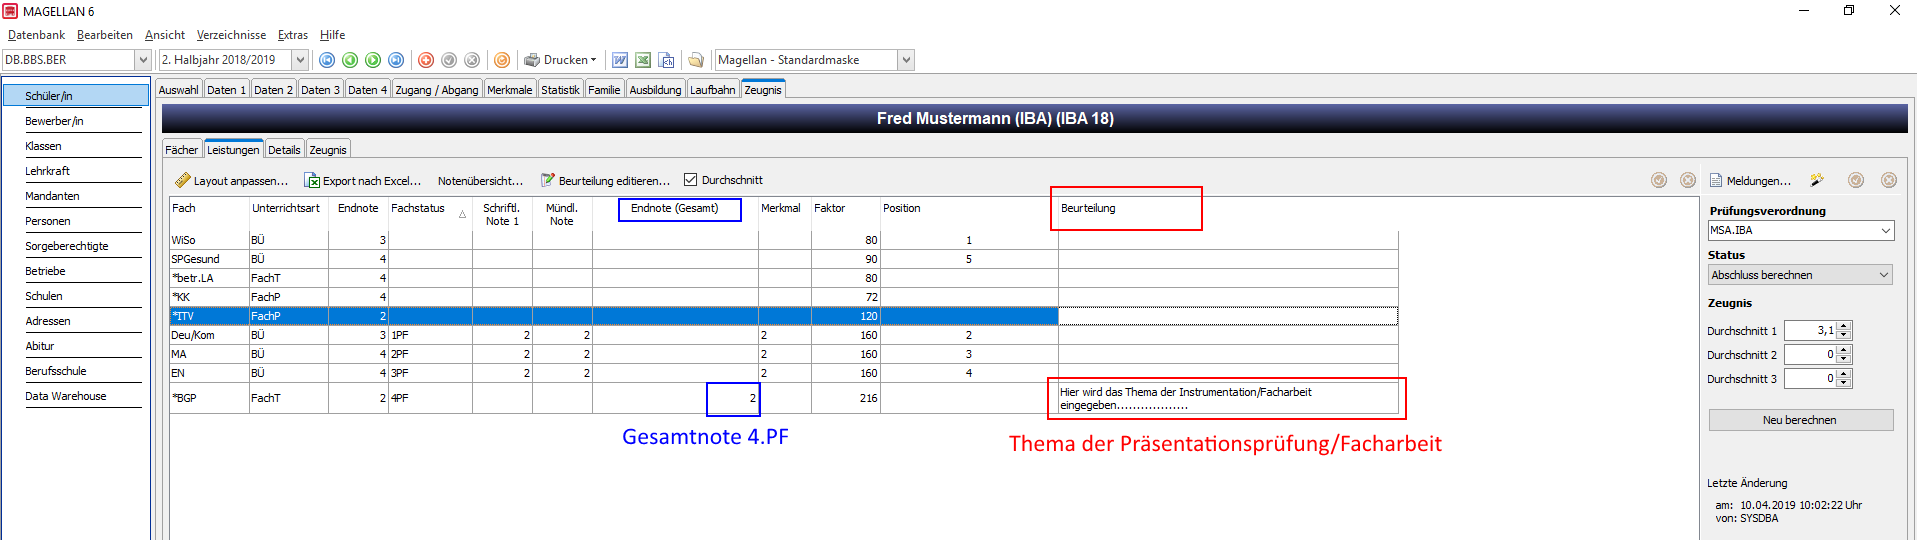 MAGELLAN 6
Datenbank Bearbeiten Ansicht Verzeichnisse Extras Hilfe
DB.BBS.BER 2. Halbjahr 2018/2019 Drucken Magellan - Standardmaske
Auswahl Daten 1 Daten 2 Daten 3 Daten 4 Zugang / Abgang Merkmale Statistik Familie Ausbildung Laufbahn Zeugnis
Schüler/in
Bewerber/in
Klassen
Lehrkraft
Mandanten
Personen
Sorgeberechtigte
Betriebe
Schulen
Adressen
Abitur
Berufsschule
Data Warehouse
Fred Mustermann (IBA) (IBA 18)
Fächer Leistungen Details Zeugnis
Layout anpassen... Export nach Excel... Notenübersicht... Beurteilung editieren... Durchschnitt
Fach Unterrichtsart Endnote Fachstatus Schriftl. Note 1 Mündl. Note Endnote (Gesamt) Merkmal Faktor Position Beurteilung
WiSo BÜ 3 80 1
SPGesund BÜ 4 90 5
*betr.LA FachT 4 80
*KK FachP 4 72
*ITV FachP 2 120
Deu/Kom BÜ 3 1PF 2 2 2 160 2
MA BÜ 4 2PF 2 2 2 160 3
EN BÜ 4 3PF 2 2 2 160 4
*BGP FachT 2 4PF 2 216 Hier wird das Thema der Instrumentation/Facharbeit
eingegeben..................
Gesamtnote 4.PF
Thema der Präsentationsprüfung/Facharbeit
Meldungen...
Prüfungsverordnung
MSA.IBA
Status
Abschluss berechnen
Zeugnis
Durchschnitt 1 3,1
Durchschnitt 2 0
Durchschnitt 3 0
Neu berechnen
Letzte Änderung
am: 10.04.2019 10:02:22 Uhr
von: SYSDBA